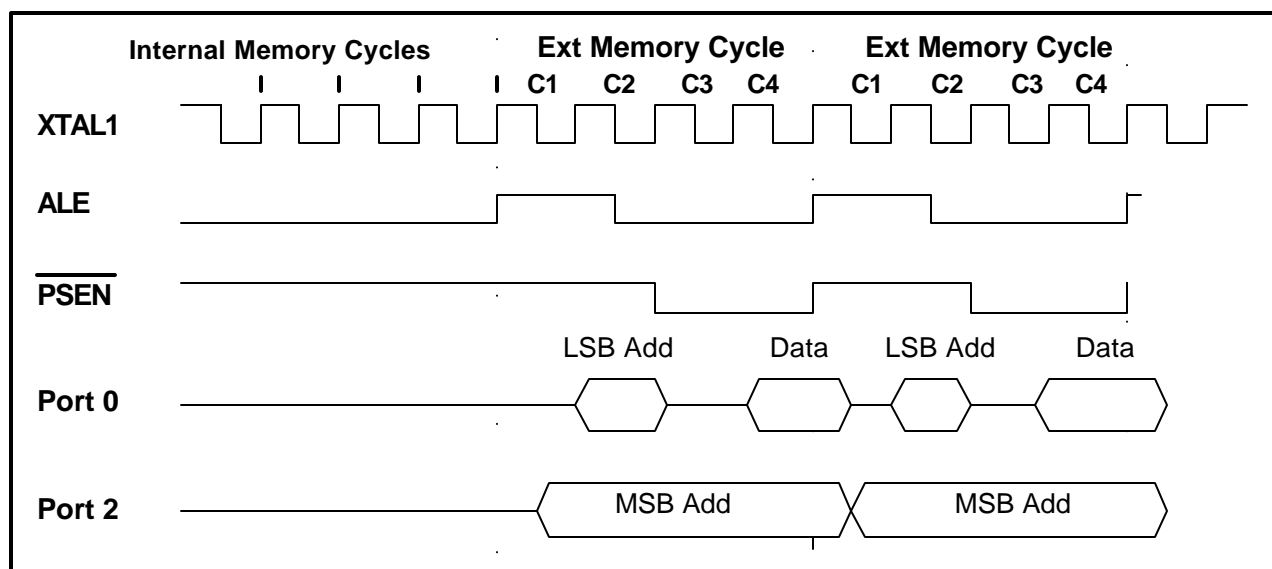 Internal Memory Cycles Ext Memory Cycle Ext Memory Cycle
C1 C2 C3 C4 C1 C2 C3 C4
XTAL1
ALE
PSEN
LSB Add Data LSB Add Data
Port 0
Port 2 MSB Add MSB Add